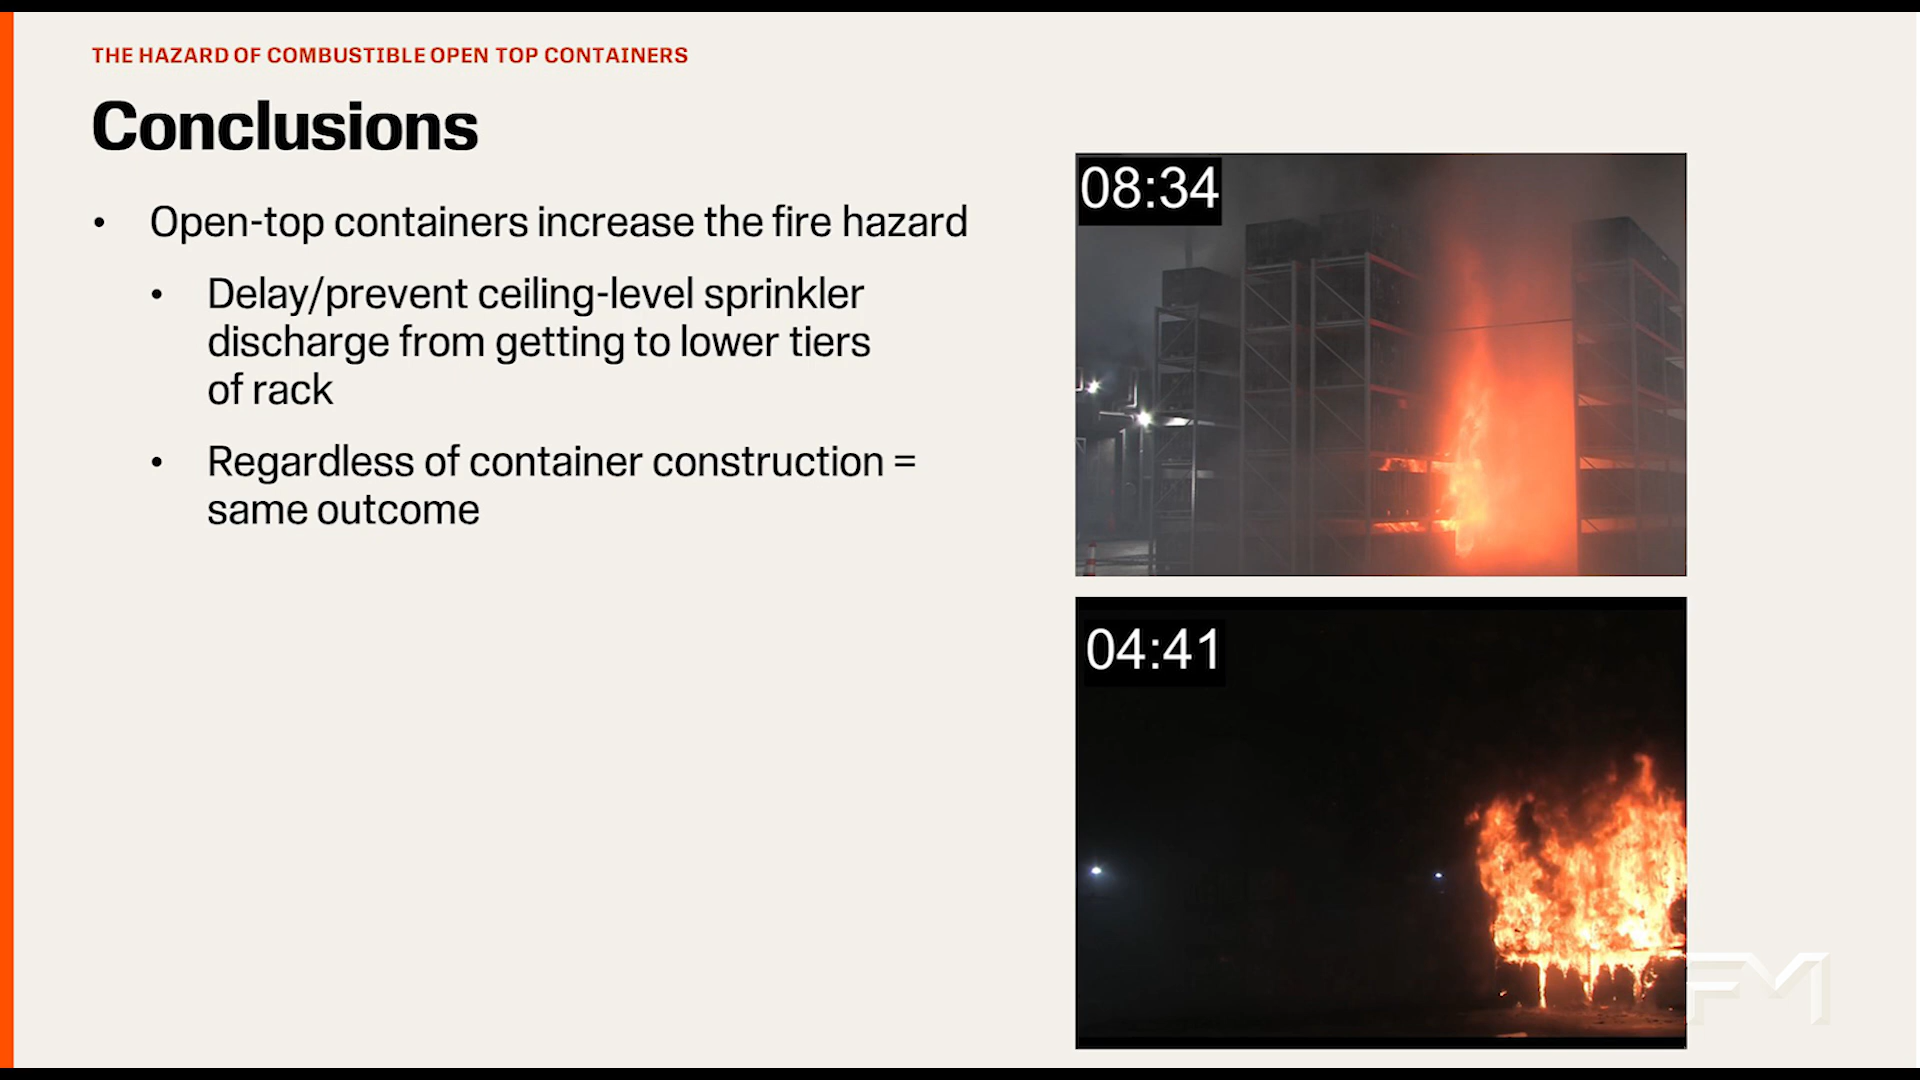 THE HAZARD OF COMBUSTIBLE OPEN TOP CONTAINERS
Conclusions
• Open-top containers increase the fire hazard
• Delay/prevent ceiling-level sprinkler
discharge from getting to lower tiers
of rack
• Regardless of container construction =
same outcome
08:34
04:41
FM